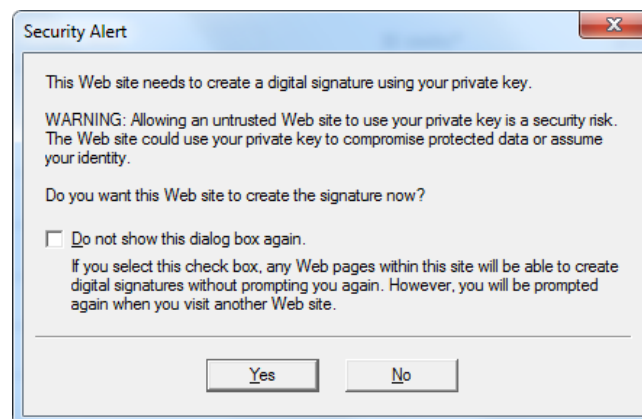 Security Alert
This Web site needs to create a digital signature using your private key.
WARNING: Allowing an untrusted Web site to use your private key is a security risk.
The Web site could use your private key to compromise protected data or assume
your identity.
Do you want this Web site to create the signature now?
Do not show this dialog box again.
If you select this check box, any Web pages within this site will be able to create
digital signatures without prompting you again. However, you will be prompted
again when you visit another Web site.
Yes No